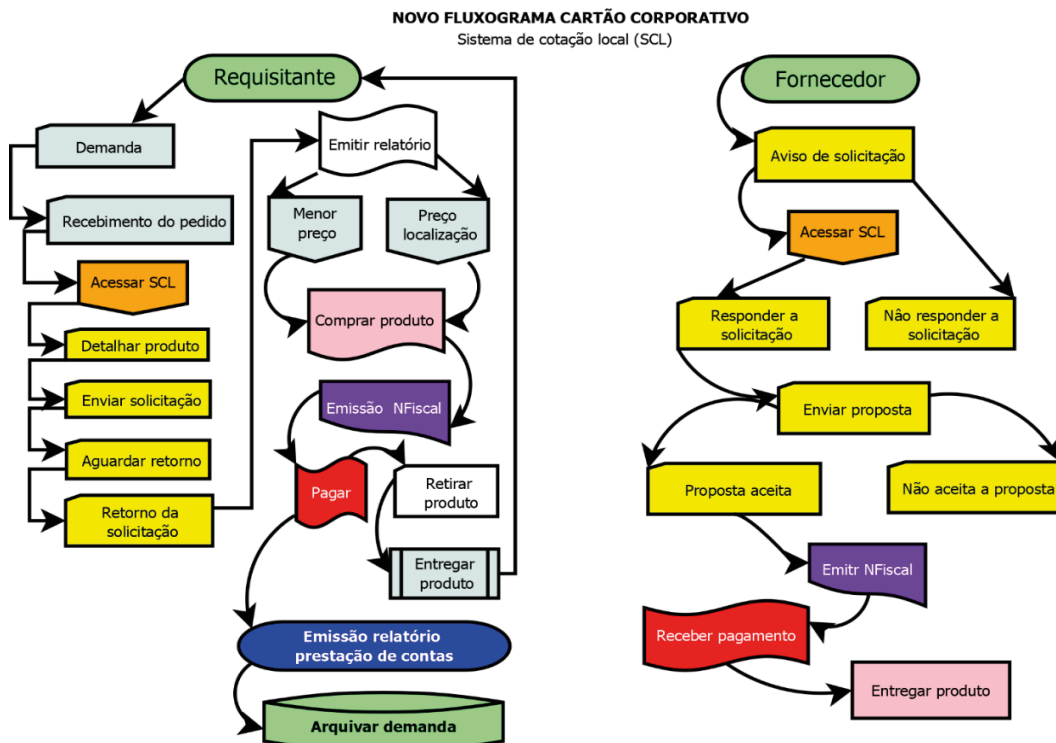 NOVO FLUXOGRAMA CARTÃO CORPORATIVO
Sistema de cotação local (SCL)
Requisitante
Demanda
Recebimento do pedido
Acessar SCL
Detalhar produto
Enviar solicitação
Aguardar retorno
Retorno da
solicitação
Emitir relatório
Menor
preço
Preço
localização
Comprar produto
Emissão NFiscal
Pagar
Retirar
produto
Entregar
produto
Emissão relatório
prestação de contas
Arquivar demanda
Fornecedor
Aviso de solicitação
Acessar SCL
Responder a
solicitação
Nâo responder a
solicitação
Enviar proposta
Proposta aceita
Não aceita a proposta
Emitr NFiscal
Receber pagamento
Entregar produto